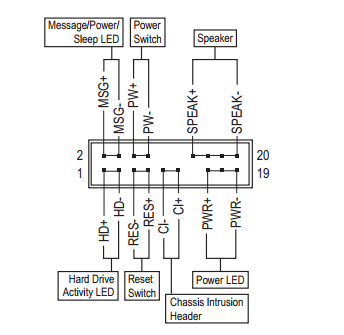 Message/Power/
Sleep LED
Power
Switch
Speaker
MSG+
MSG-
PW+
PW-
SPEAK+
SPEAK-
2
20
1
19
HD+
HD-
RES-
RES+
CI-
CI+
PWR+
PWR-
Hard Drive
Activity LED
Reset
Switch
Power LED
Chassis Intrusion
Header